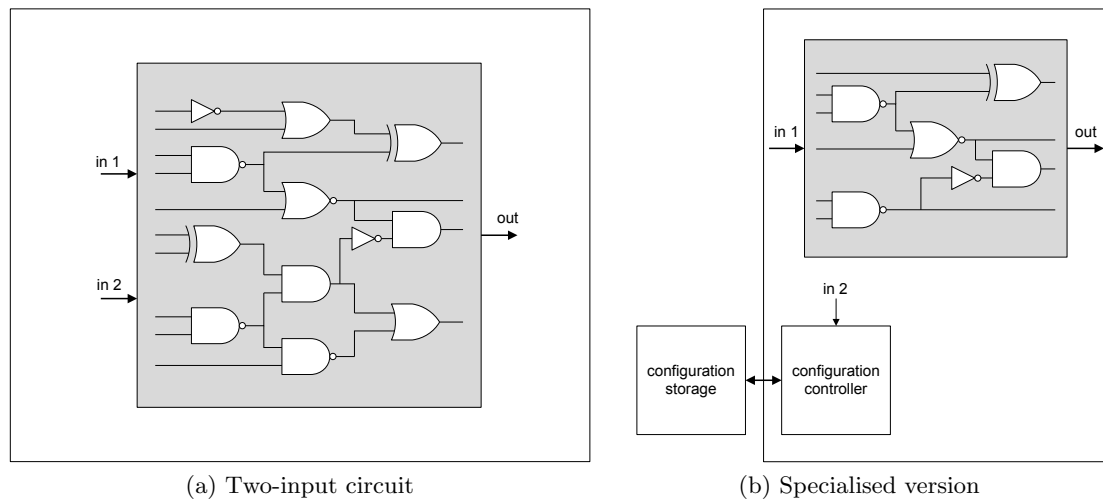 in 1
in 2
out
(a) Two-input circuit
in 1
out
in 2
configuration
storage
configuration
controller
(b) Specialised version